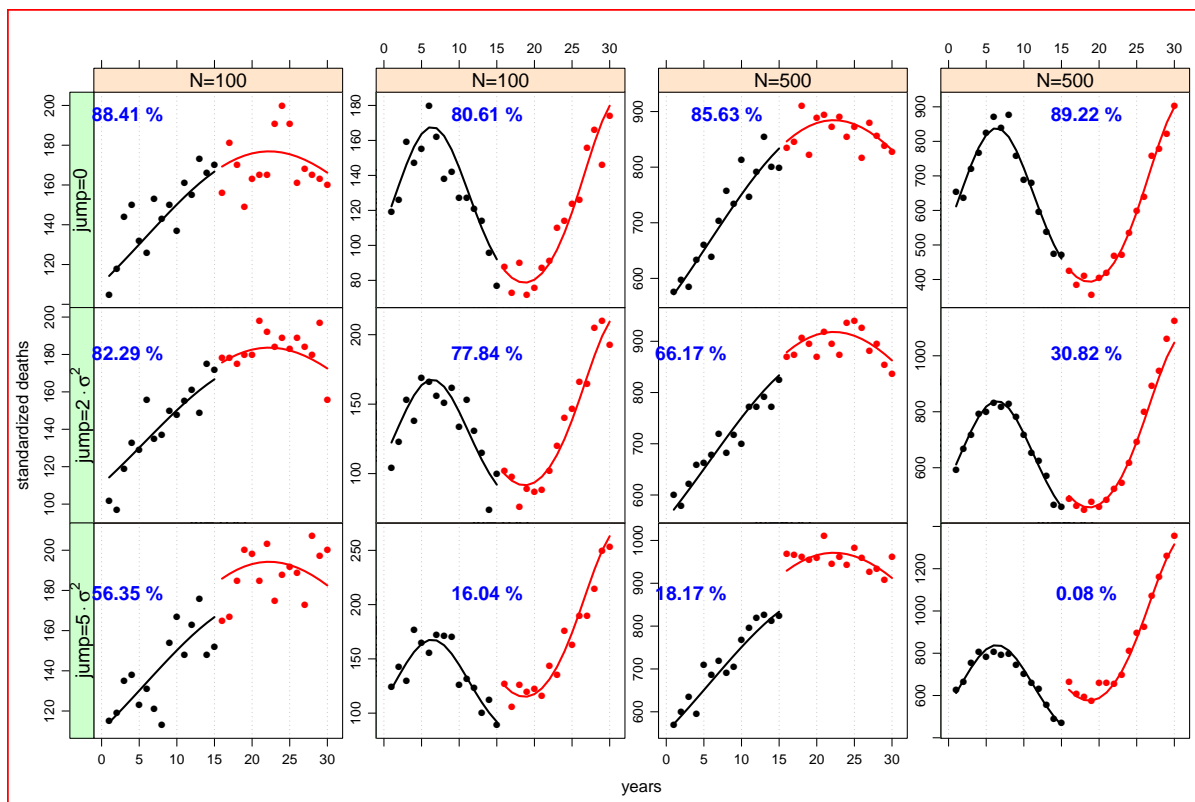 0 5 10 15 20 25 30
0 5 10 15 20 25 30
N=100
N=100
N=500
N=500
standardized deaths
jump=0
120 140 160 180 200
88.41 %
80 100 120 140 160 180
80.61 %
600 700 800 900
85.63 %
400 500 600 700 800 900
89.22 %
jump=2 · σ²
100 120 140 160 180 200
82.29 %
100 150 200
77.84 %
600 700 800 900
66.17 %
600 800 1000
30.82 %
jump=5 · σ²
120 140 160 180 200
56.35 %
100 150 200 250
16.04 %
600 700 800 900 1000
18.17 %
600 800 1000 1200
0.08 %
0 5 10 15 20 25 30
0 5 10 15 20 25 30
years